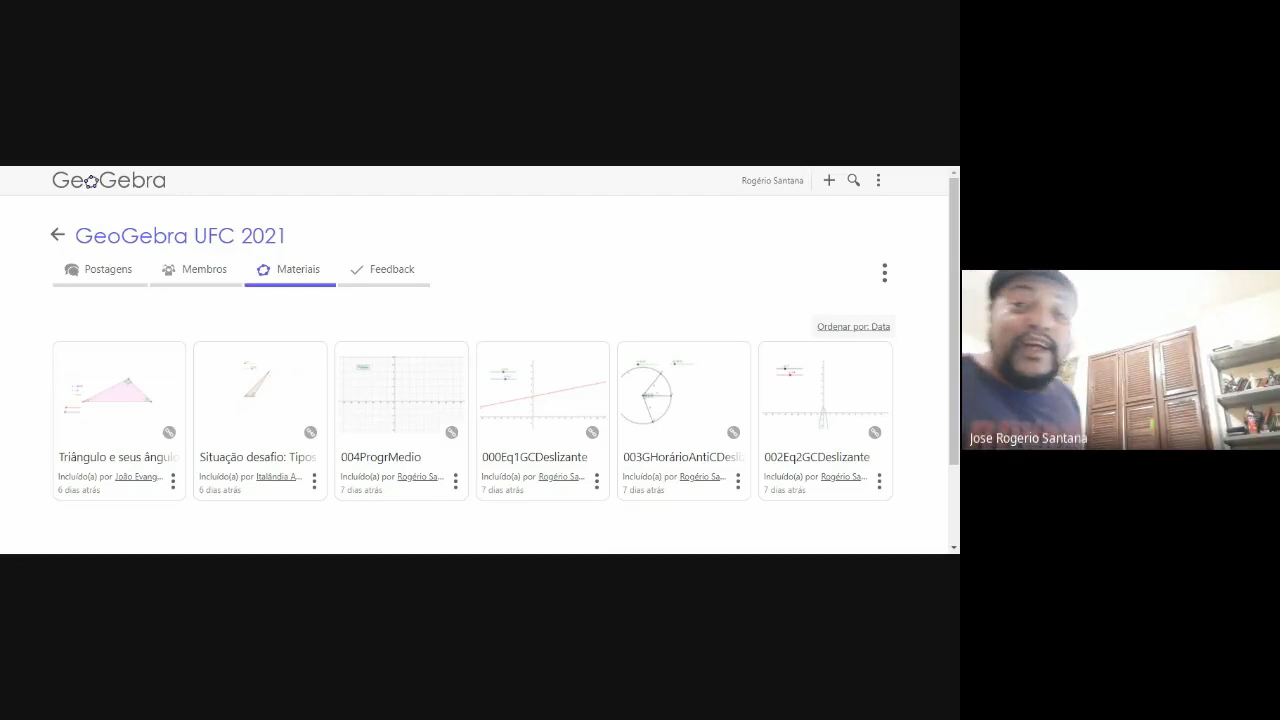 GeoGebra
Rogério Santana
GeoGebra UFC 2021
Postagens
Membros
Materiais
Feedback
Ordenar por: Data
Triângulo e seus ângulo
Incluído(a) por João Evang...
6 dias atrás
Situação desafio: Tipos
Incluído(a) por Italândia A...
6 dias atrás
004ProgrMedio
Incluído(a) por Rogério Sa...
7 dias atrás
000Eq1GCDeslizante
Incluído(a) por Rogério Sa...
7 dias atrás
003GHorárioAntiCDesli
Incluído(a) por Rogério Sa...
7 dias atrás
002Eq2GCDeslizante
Incluído(a) por Rogério Sa...
7 dias atrás
Jose Rogerio Santana